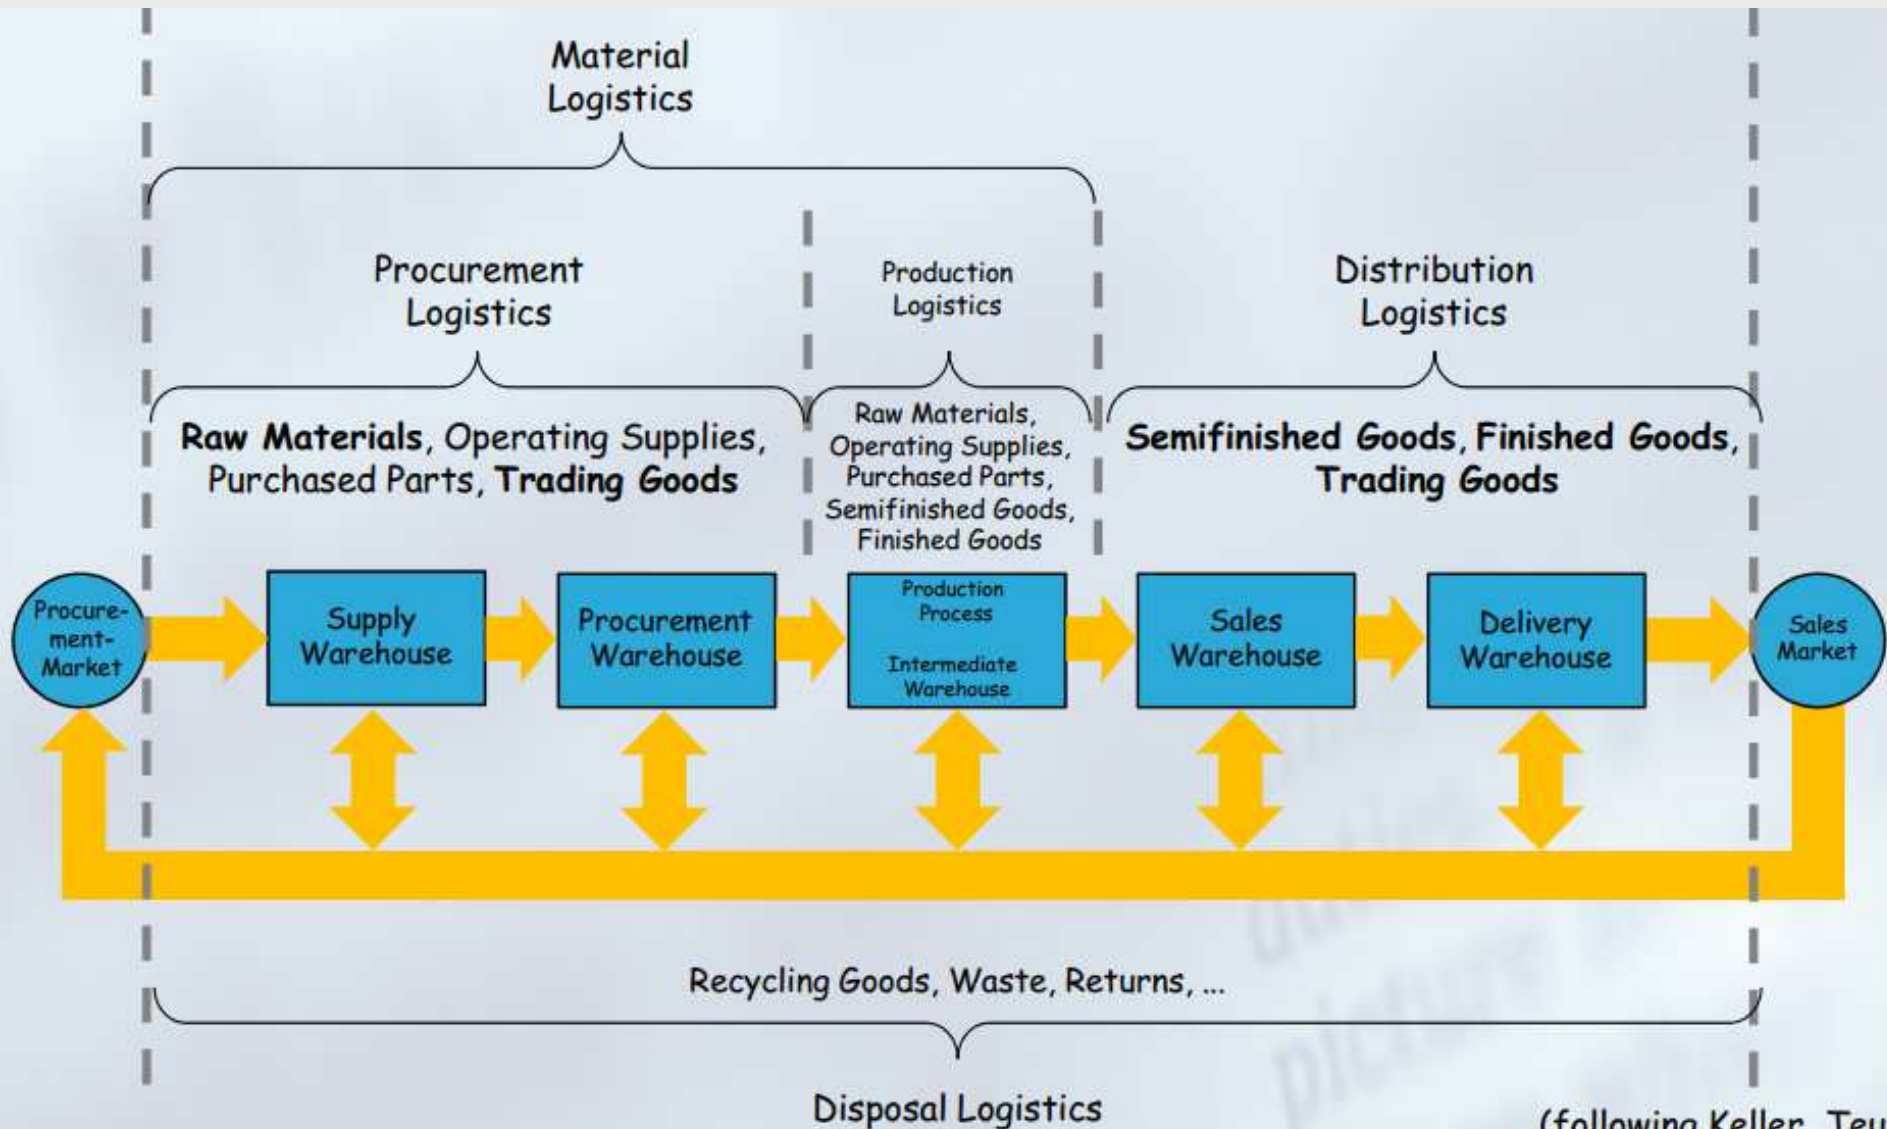 Material
Logistics
Procurement
Logistics
Production
Logistics
Distribution
Logistics
Raw Materials, Operating Supplies,
Purchased Parts, Trading Goods
Raw Materials,
Operating Supplies,
Purchased Parts,
Semifinished Goods,
Finished Goods
Semifinished Goods, Finished Goods,
Trading Goods
Procure-
ment-
Market
Supply
Warehouse
Procurement
Warehouse
Production
Process
Intermediate
Warehouse
Sales
Warehouse
Delivery
Warehouse
Sales
Market
Recycling Goods, Waste, Returns, ...
Disposal Logistics
(following Keller,